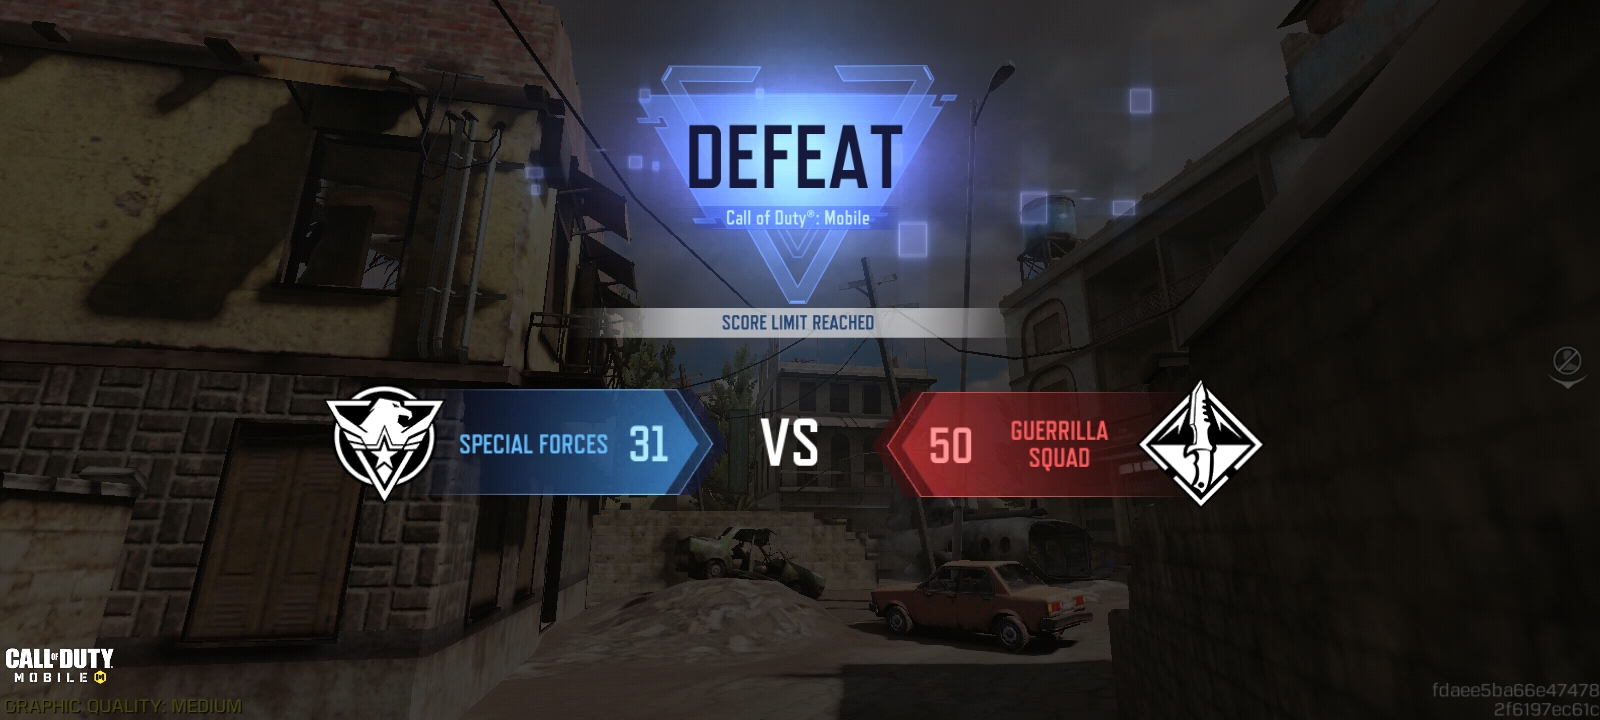 DEFEAT
Call of Duty®: Mobile
SCORE LIMIT REACHED
SPECIAL FORCES 31 VS 50 GUERRILLA
SQUAD
CALL OF DUTY
MOBILE
GRAPHIC QUALITY: MEDIUM
fdaee5ba66e47478
2f6197ec61c